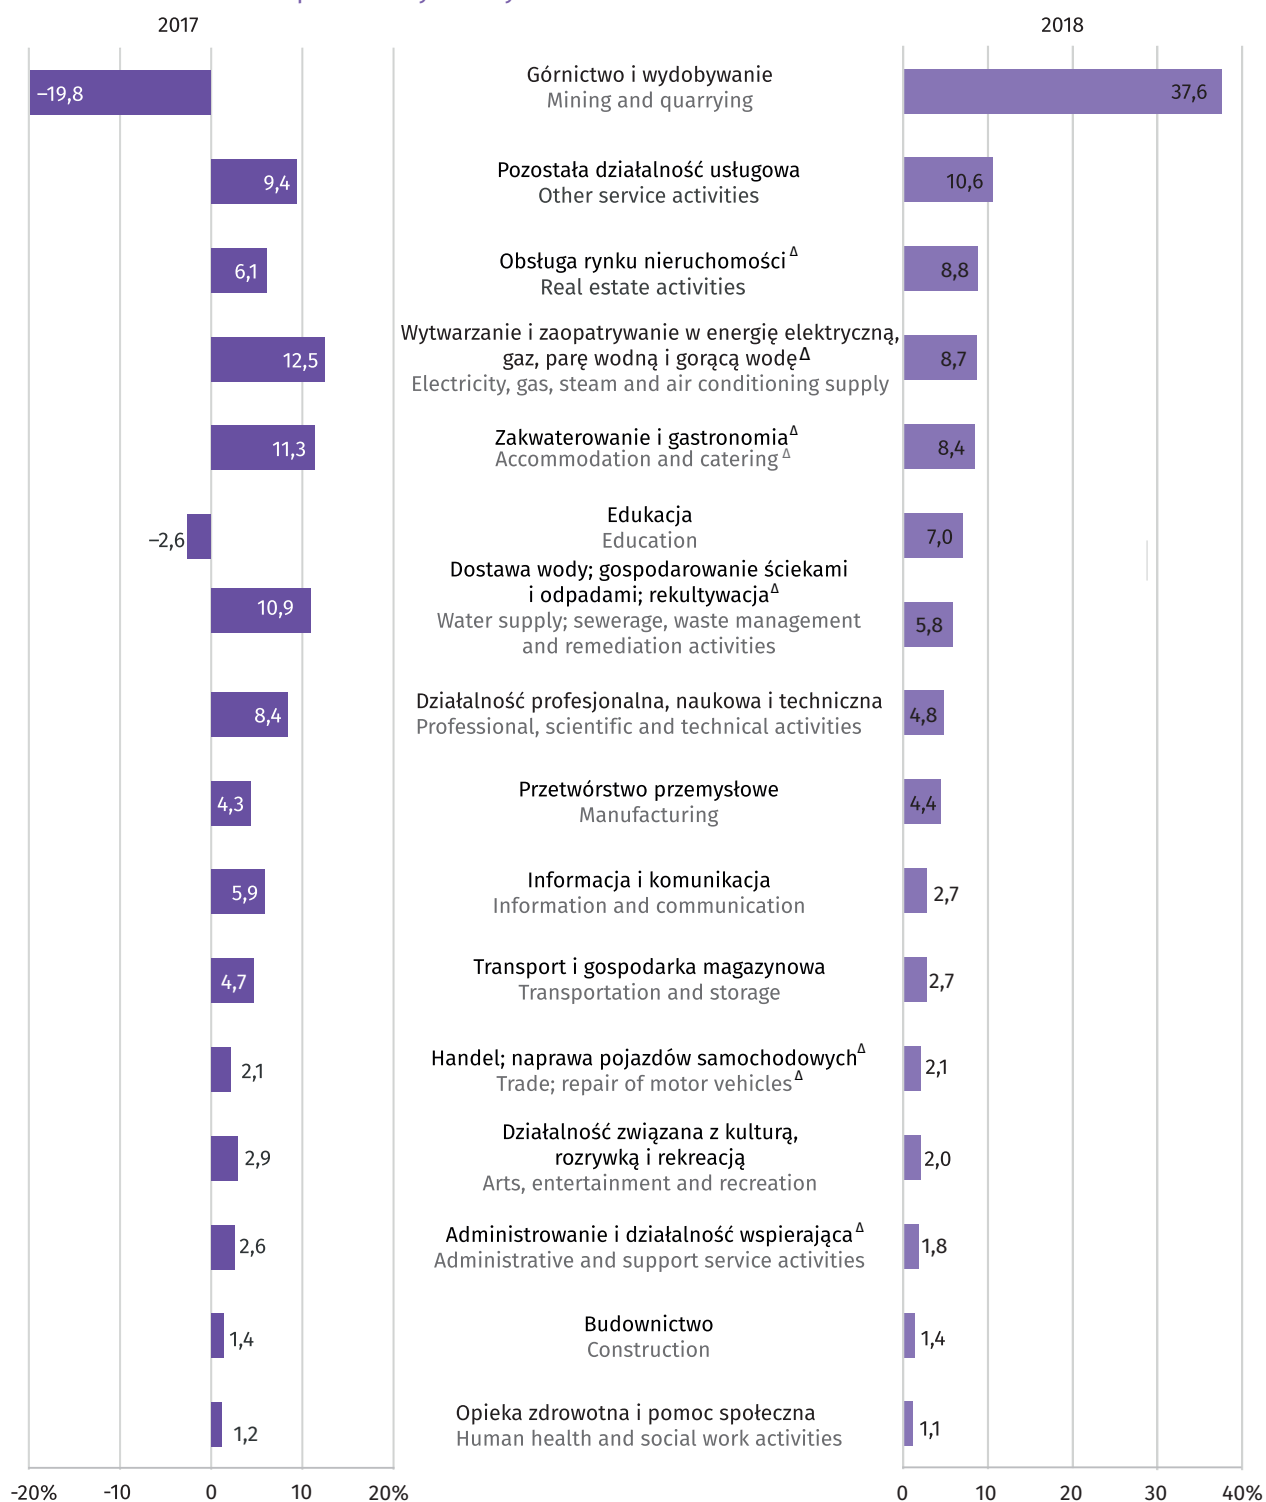 2017
2018
–19,8
Górnictwo i wydobywanie
Mining and quarrying
37,6
9,4
Pozostała działalność usługowa
Other service activities
10,6
6,1
Obsługa rynku nieruchomości Δ
Real estate activities
8,8
12,5
Wytwarzanie i zaopatrywanie w energię elektryczną,
gaz, parę wodną i gorącą wodę Δ
Electricity, gas, steam and air conditioning supply
8,7
11,3
Zakwaterowanie i gastronomia Δ
Accommodation and catering Δ
8,4
–2,6
Edukacja
Education
7,0
10,9
Dostawa wody; gospodarowanie ściekami
i odpadami; rekultywacja Δ
Water supply; sewerage, waste management
and remediation activities
5,8
8,4
Działalność profesjonalna, naukowa i techniczna
Professional, scientific and technical activities
4,8
4,3
Przetwórstwo przemysłowe
Manufacturing
4,4
5,9
Informacja i komunikacja
Information and communication
2,7
4,7
Transport i gospodarka magazynowa
Transportation and storage
2,7
2,1
Handel; naprawa pojazdów samochodowych Δ
Trade; repair of motor vehicles Δ
2,1
2,9
Działalność związana z kulturą,
rozrywką i rekreacją
Arts, entertainment and recreation
2,0
2,6
Administrowanie i działalność wspierająca Δ
Administrative and support service activities
1,8
1,4
Budownictwo
Construction
1,4
1,2
Opieka zdrowotna i pomoc społeczna
Human health and social work activities
1,1
-20% -10 0 10 20%
0 10 20 30 40%